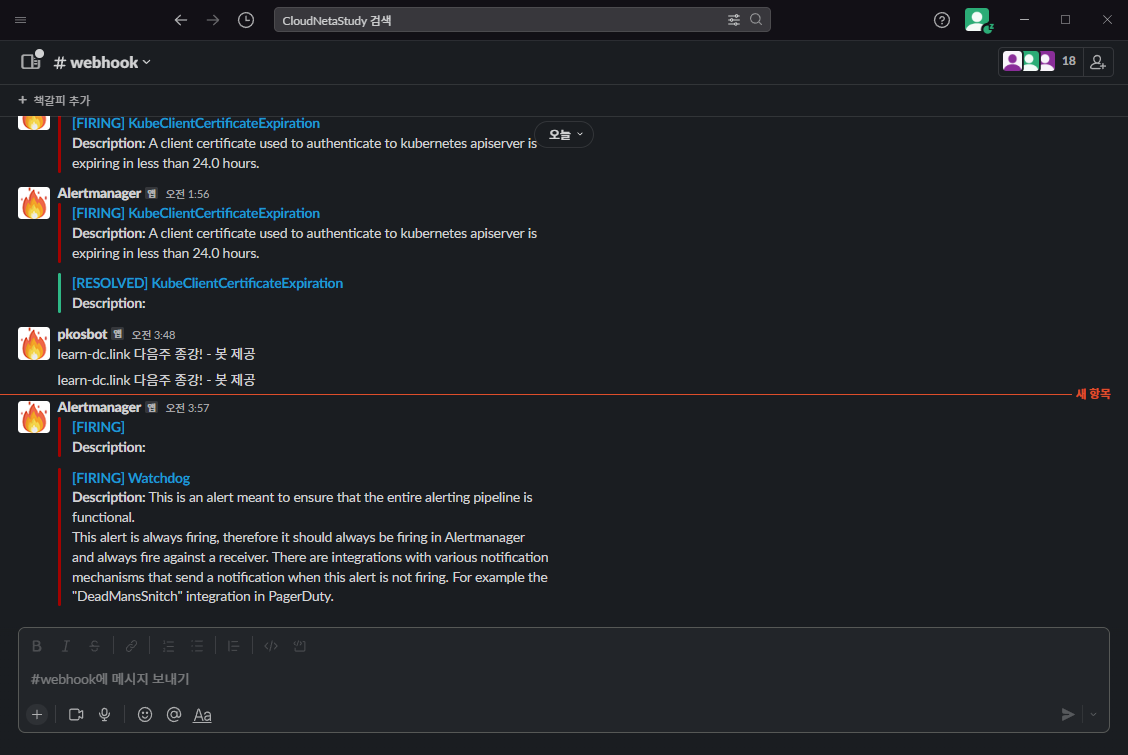 CloudNetaStudy 검색
# webhook
18
+ 책갈피 추가
오늘
[FIRING] KubeClientCertificateExpiration
Description: A client certificate used to authenticate to kubernetes apiserver is
expiring in less than 24.0 hours.
Alertmanager 앱 오전 1:56
[FIRING] KubeClientCertificateExpiration
Description: A client certificate used to authenticate to kubernetes apiserver is
expiring in less than 24.0 hours.
[RESOLVED] KubeClientCertificateExpiration
Description:
pkosbot 앱 오전 3:48
learn-dc.link 다음주 종강! - 봇 제공
learn-dc.link 다음주 종강! - 봇 제공
새 항목
Alertmanager 앱 오전 3:57
[FIRING]
Description:
[FIRING] Watchdog
Description: This is an alert meant to ensure that the entire alerting pipeline is
functional.
This alert is always firing, therefore it should always be firing in Alertmanager
and always fire against a receiver. There are integrations with various notification
mechanisms that send a notification when this alert is not firing. For example the
"DeadMansSnitch" integration in PagerDuty.
B I S
#webhook에 메시지 보내기
Aa